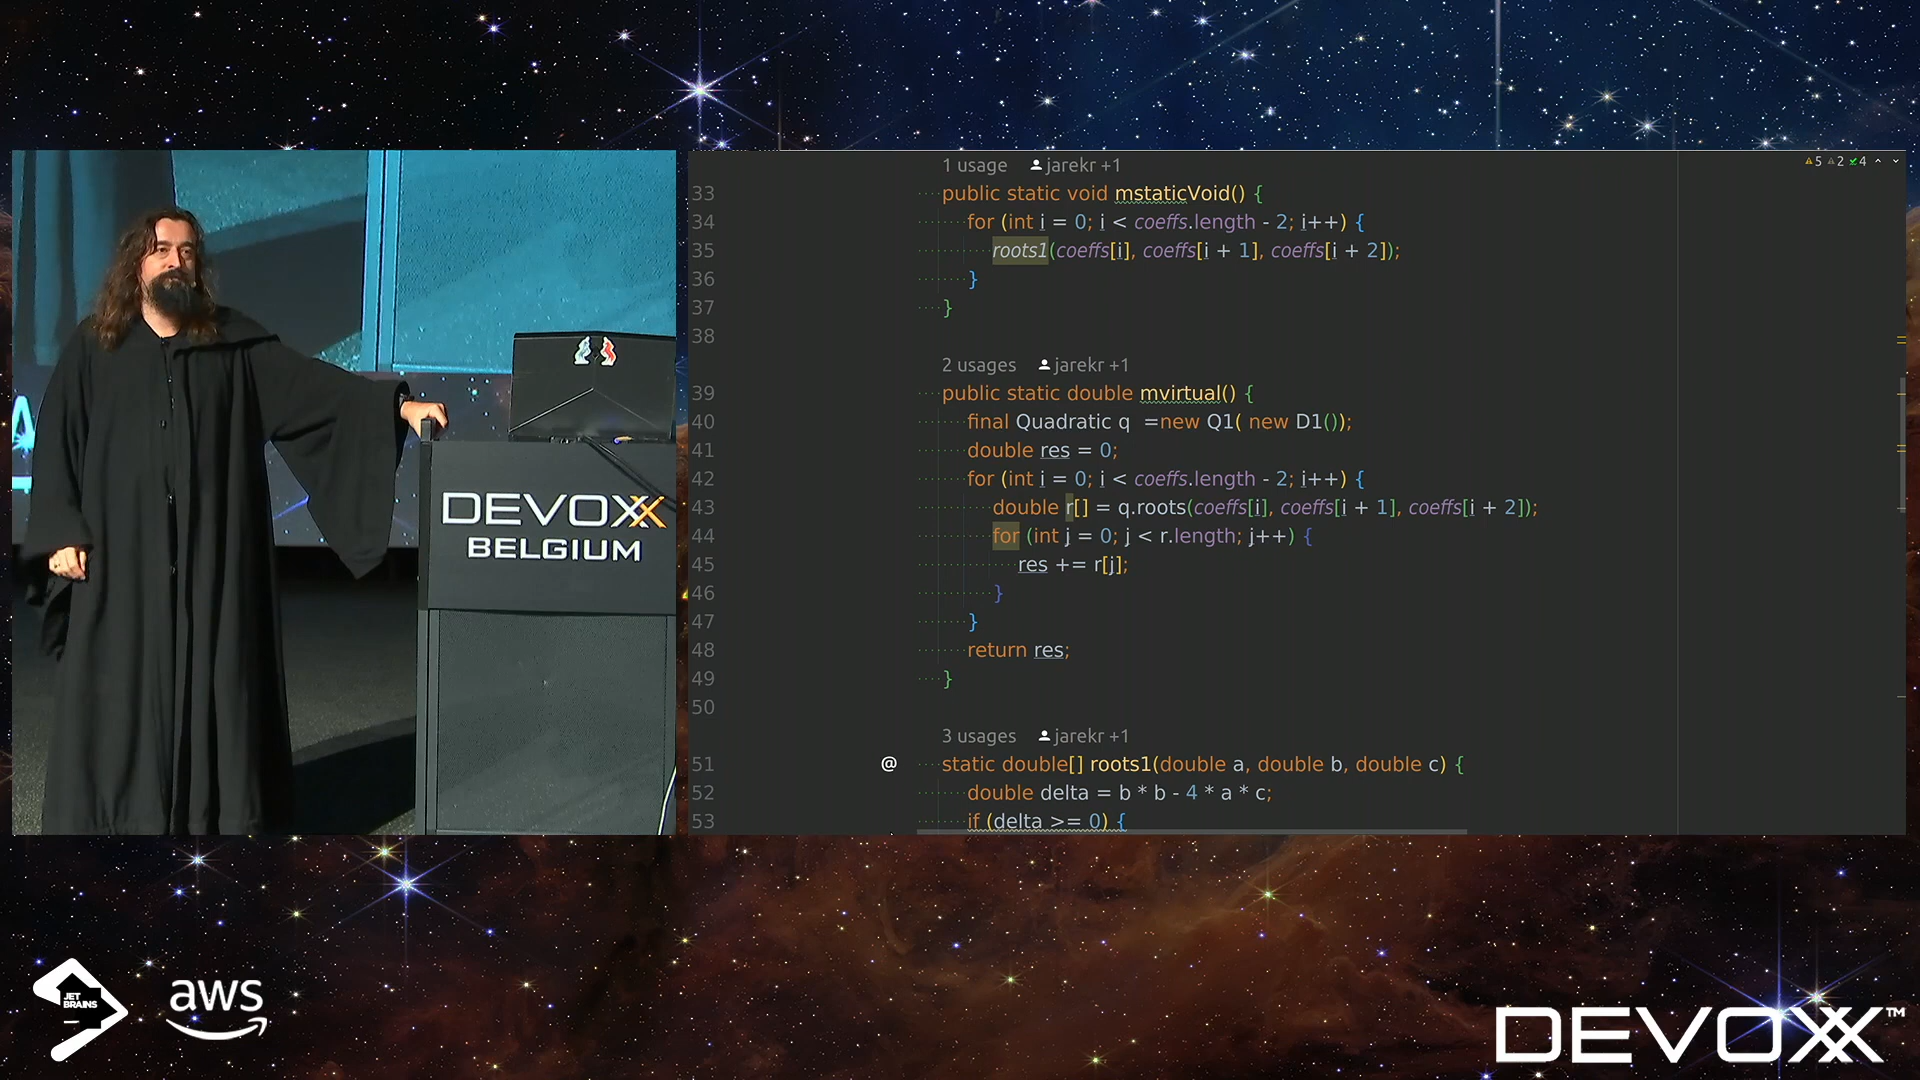 DEVOXX
BELGIUM
1 usage jarekr +1
5 2 4
33 public static void mstaticVoid() {
34 for (int i = 0; i < coeffs.length - 2; i++) {
35 roots1(coeffs[i], coeffs[i + 1], coeffs[i + 2]);
36 }
37 }
38
2 usages jarekr +1
39 public static double mvirtual() {
40 final Quadratic q =new Q1( new D1());
41 double res = 0;
42 for (int i = 0; i < coeffs.length - 2; i++) {
43 double r[] = q.roots(coeffs[i], coeffs[i + 1], coeffs[i + 2]);
44 for (int j = 0; j < r.length; j++) {
45 res += r[j];
46 }
47 }
48 return res;
49 }
50
3 usages jarekr +1
51 @ static double[] roots1(double a, double b, double c) {
52 double delta = b * b - 4 * a * c;
53 if (delta >= 0) {
JET
BRAINS
aws
DEVOXX™